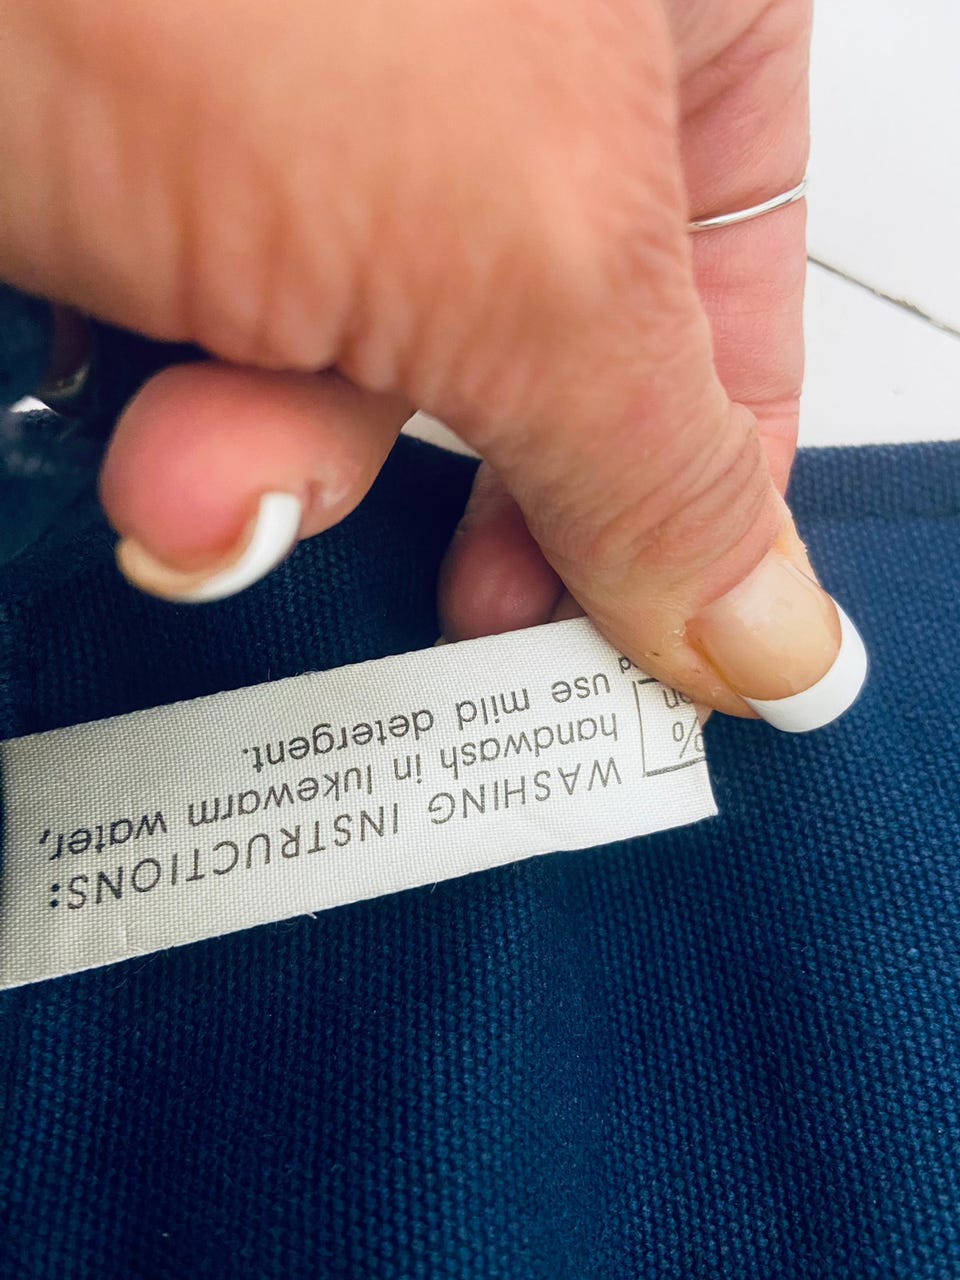 WASHING INSTRUCTIONS:
handwash in lukewarm water,
use mild detergent.
%